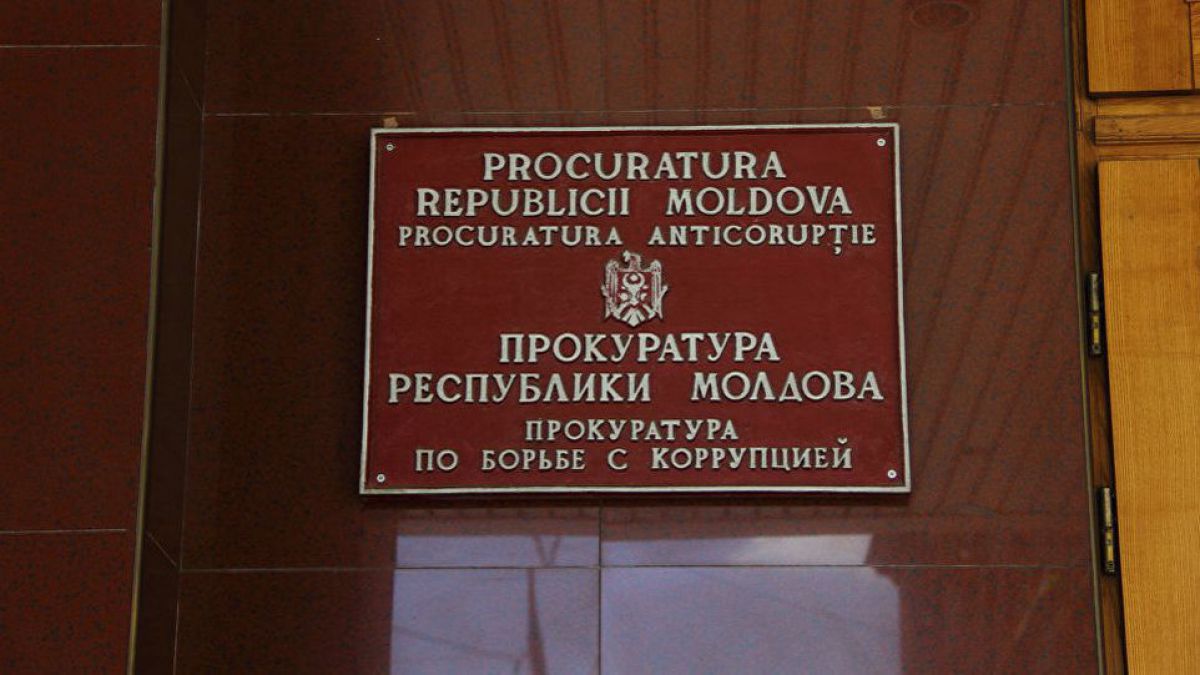 PROCURATURA
REPUBLICII MOLDOVA
PROCURATURA ANTICORUPȚIE
ПРОКУРАТУРА
РЕСПУБЛИКИ МОЛДОВА
ПРОКУРАТУРА
ПО БОРЬБЕ С КОРРУПЦИЕЙ